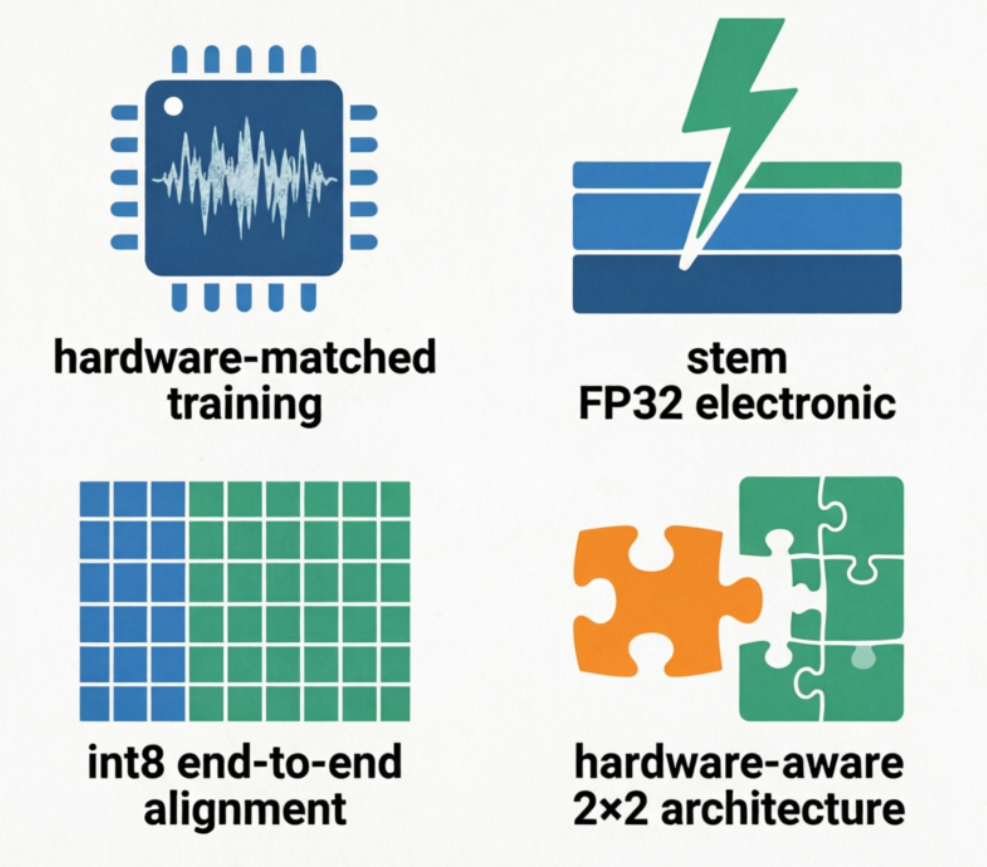 hardware-matched
training
stem
FP32 electronic
int8 end-to-end
alignment
hardware-aware
2×2 architecture